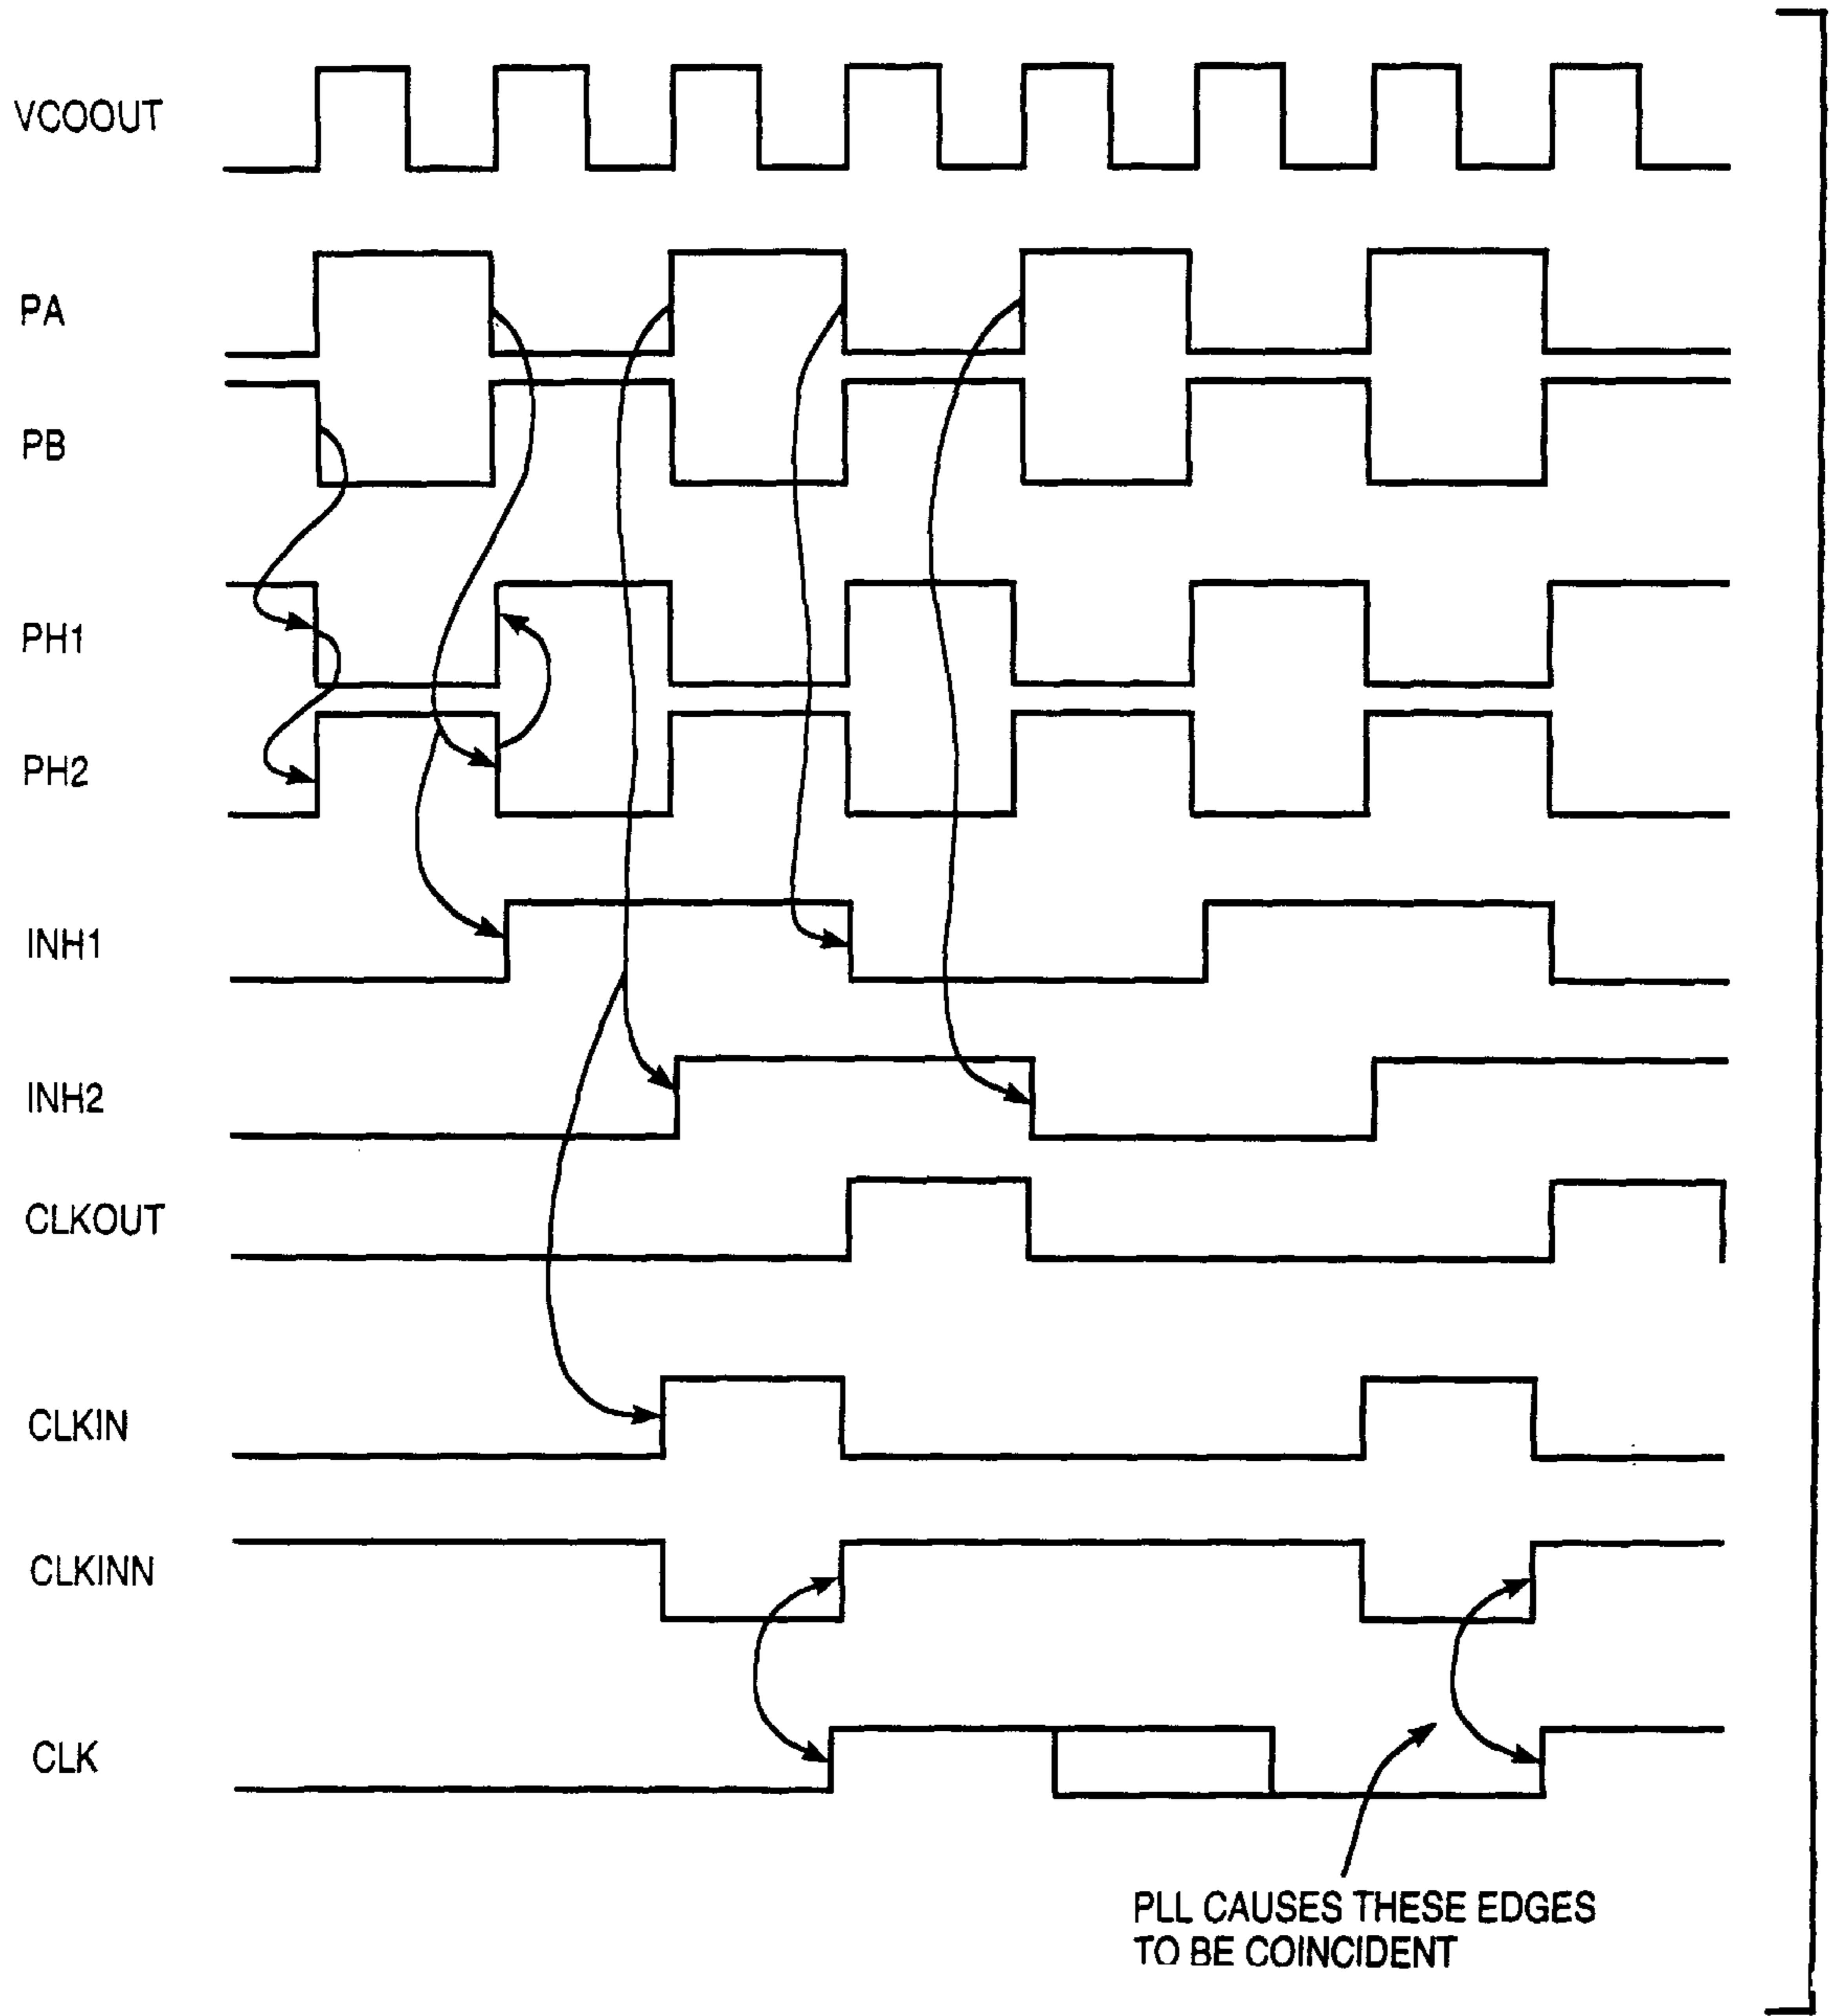 VCOOUT
PA
PB
PH1
PH2
INH1
INH2
CLKOUT
CLKIN
CLKINN
CLK
PLL CAUSES THESE EDGES
TO BE COINCIDENT